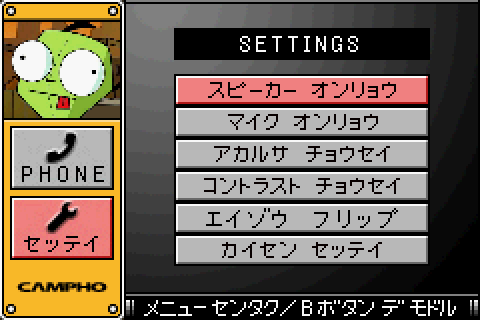 SETTINGS
スピーカー オンリョウ
マイク オンリョウ
アカルサ チョウセイ
コントラスト チョウセイ
エイゾウ フリップ
カイセン セッテイ
PHONE
セッテイ
CAMPHO
メニューセンタク/Bボタンデモドル